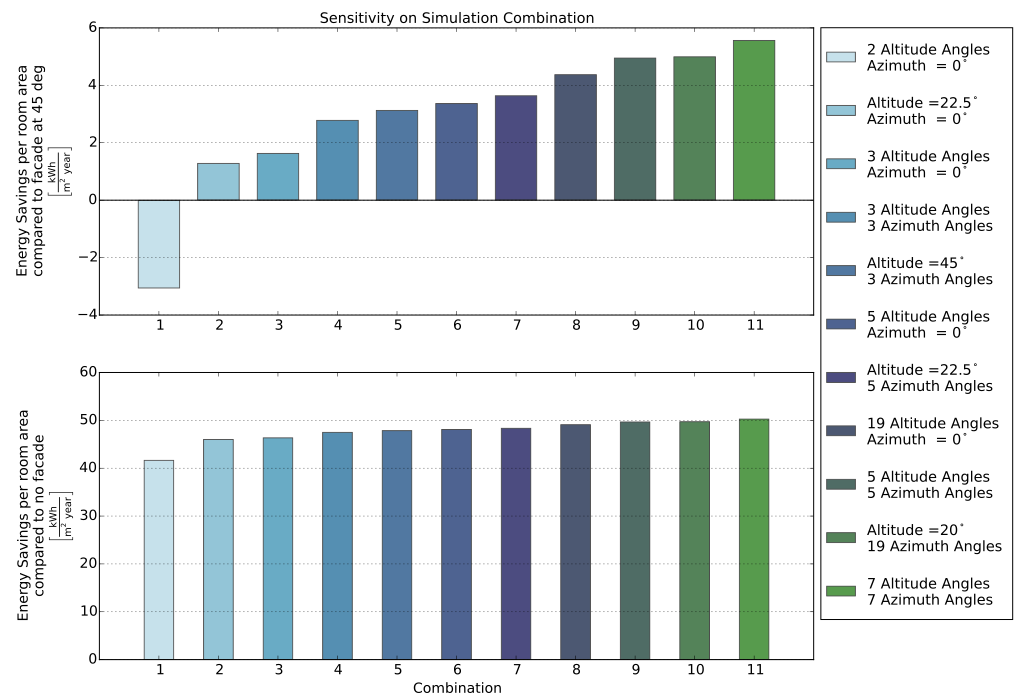 Sensitivity on Simulation Combination
Energy Savings per room area
compared to facade at 45 deg
[kWh / m² year]
6
4
2
0
−2
−4
1 2 3 4 5 6 7 8 9 10 11
Energy Savings per room area
compared to no facade
[kWh / m² year]
60
50
40
30
20
10
0
1 2 3 4 5 6 7 8 9 10 11
Combination
2 Altitude Angles
Azimuth = 0°
Altitude =22.5°
Azimuth = 0°
3 Altitude Angles
Azimuth = 0°
3 Altitude Angles
3 Azimuth Angles
Altitude =45°
3 Azimuth Angles
5 Altitude Angles
Azimuth = 0°
Altitude =22.5°
5 Azimuth Angles
19 Altitude Angles
Azimuth = 0°
5 Altitude Angles
5 Azimuth Angles
Altitude =20°
19 Azimuth Angles
7 Altitude Angles
7 Azimuth Angles